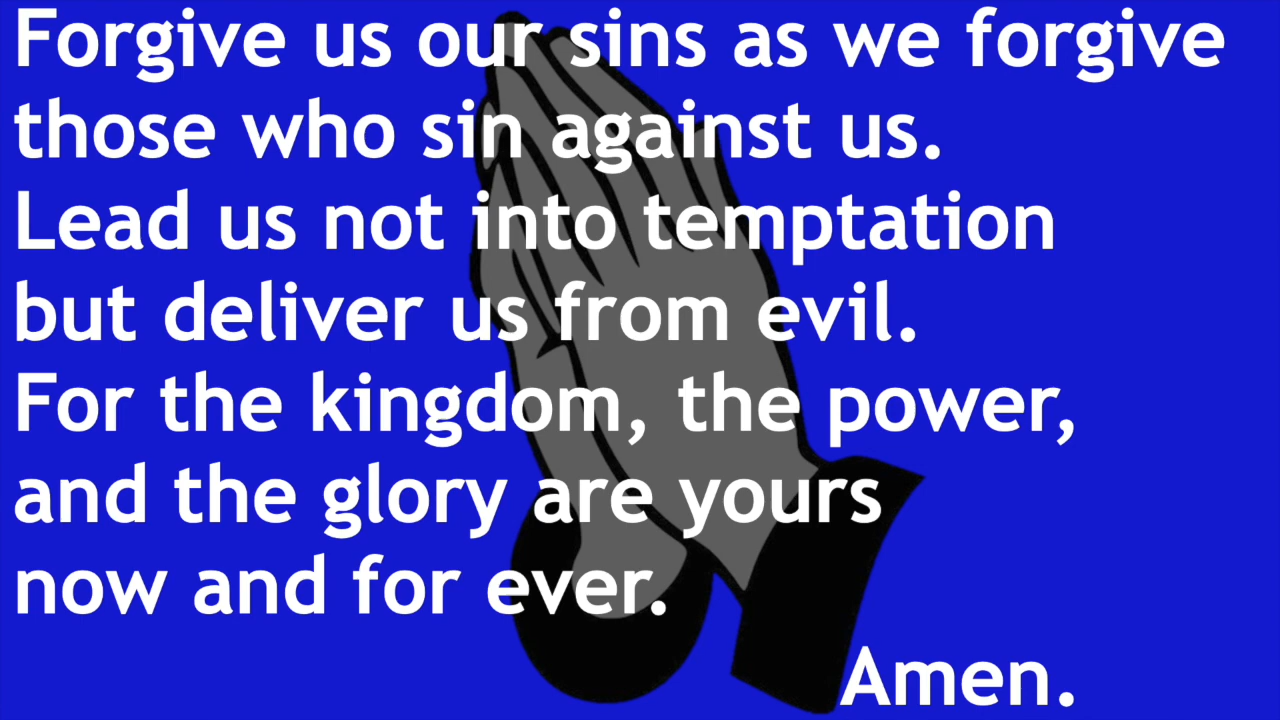 Forgive us our sins as we forgive
those who sin against us.
Lead us not into temptation
but deliver us from evil.
For the kingdom, the power,
and the glory are yours
now and for ever.
Amen.